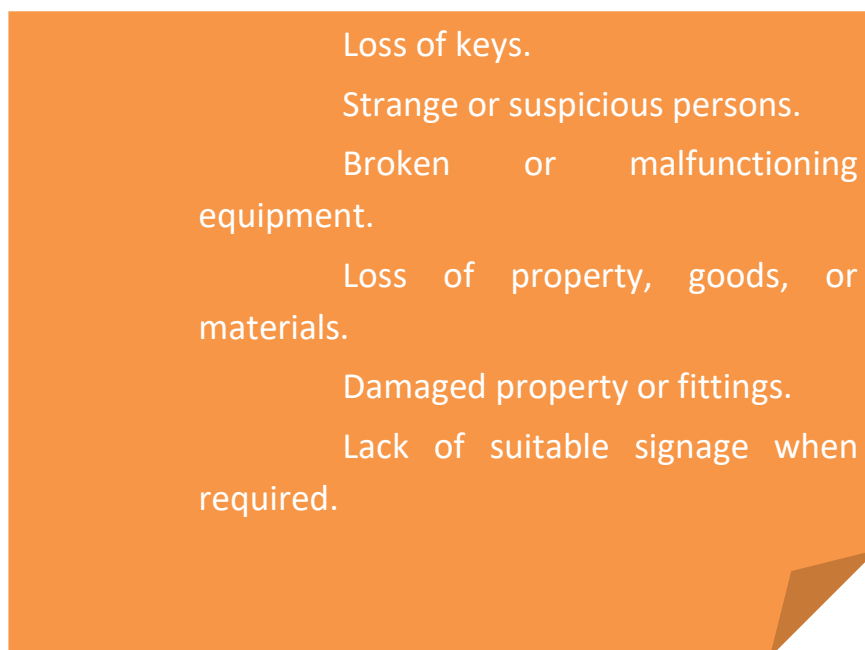 Loss of keys.
Strange or suspicious persons.
Broken or malfunctioning
equipment.
Loss of property, goods, or
materials.
Damaged property or fittings.
Lack of suitable signage when
required.